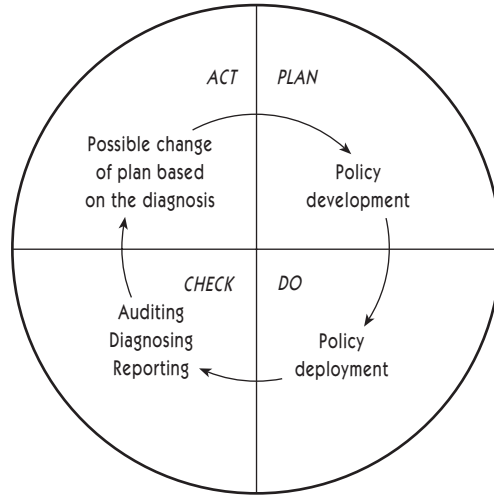 ACT
PLAN
Possible change
of plan based
on the diagnosis
Policy
development
CHECK
DO
Auditing
Diagnosing
Reporting
Policy
deployment